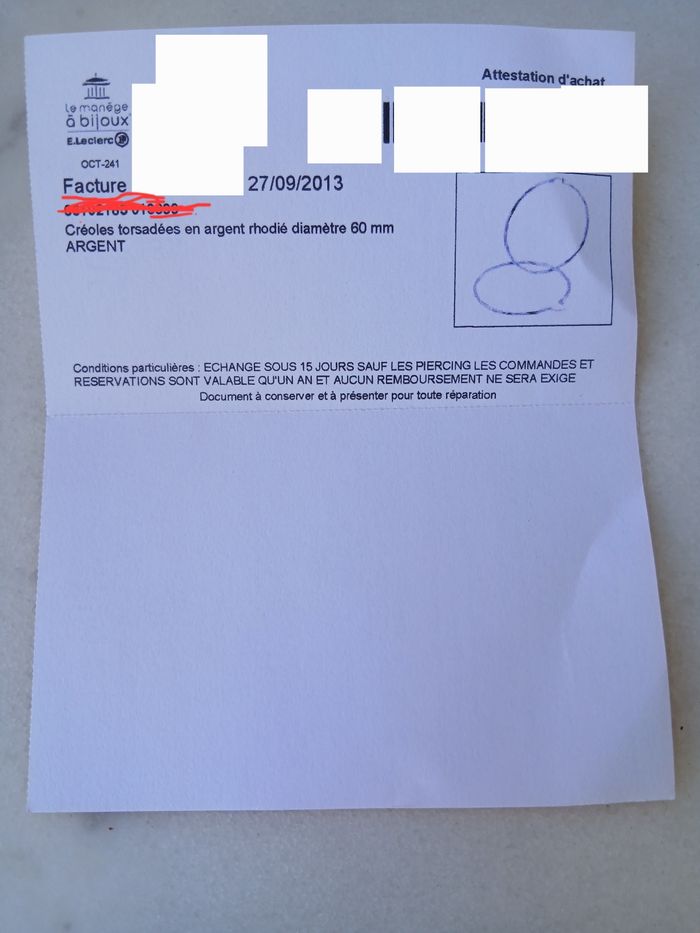 Attestation d'achat
Le manège
à bijoux
E.Leclerc
OCT-241
Facture 27/09/2013
Créoles torsadées en argent rhodié diamètre 60 mm
ARGENT
Conditions particulières : ECHANGE SOUS 15 JOURS SAUF LES PIERCING LES COMMANDES ET
RESERVATIONS SONT VALABLE QU'UN AN ET AUCUN REMBOURSEMENT NE SERA EXIGE
Document à conserver et à présenter pour toute réparation